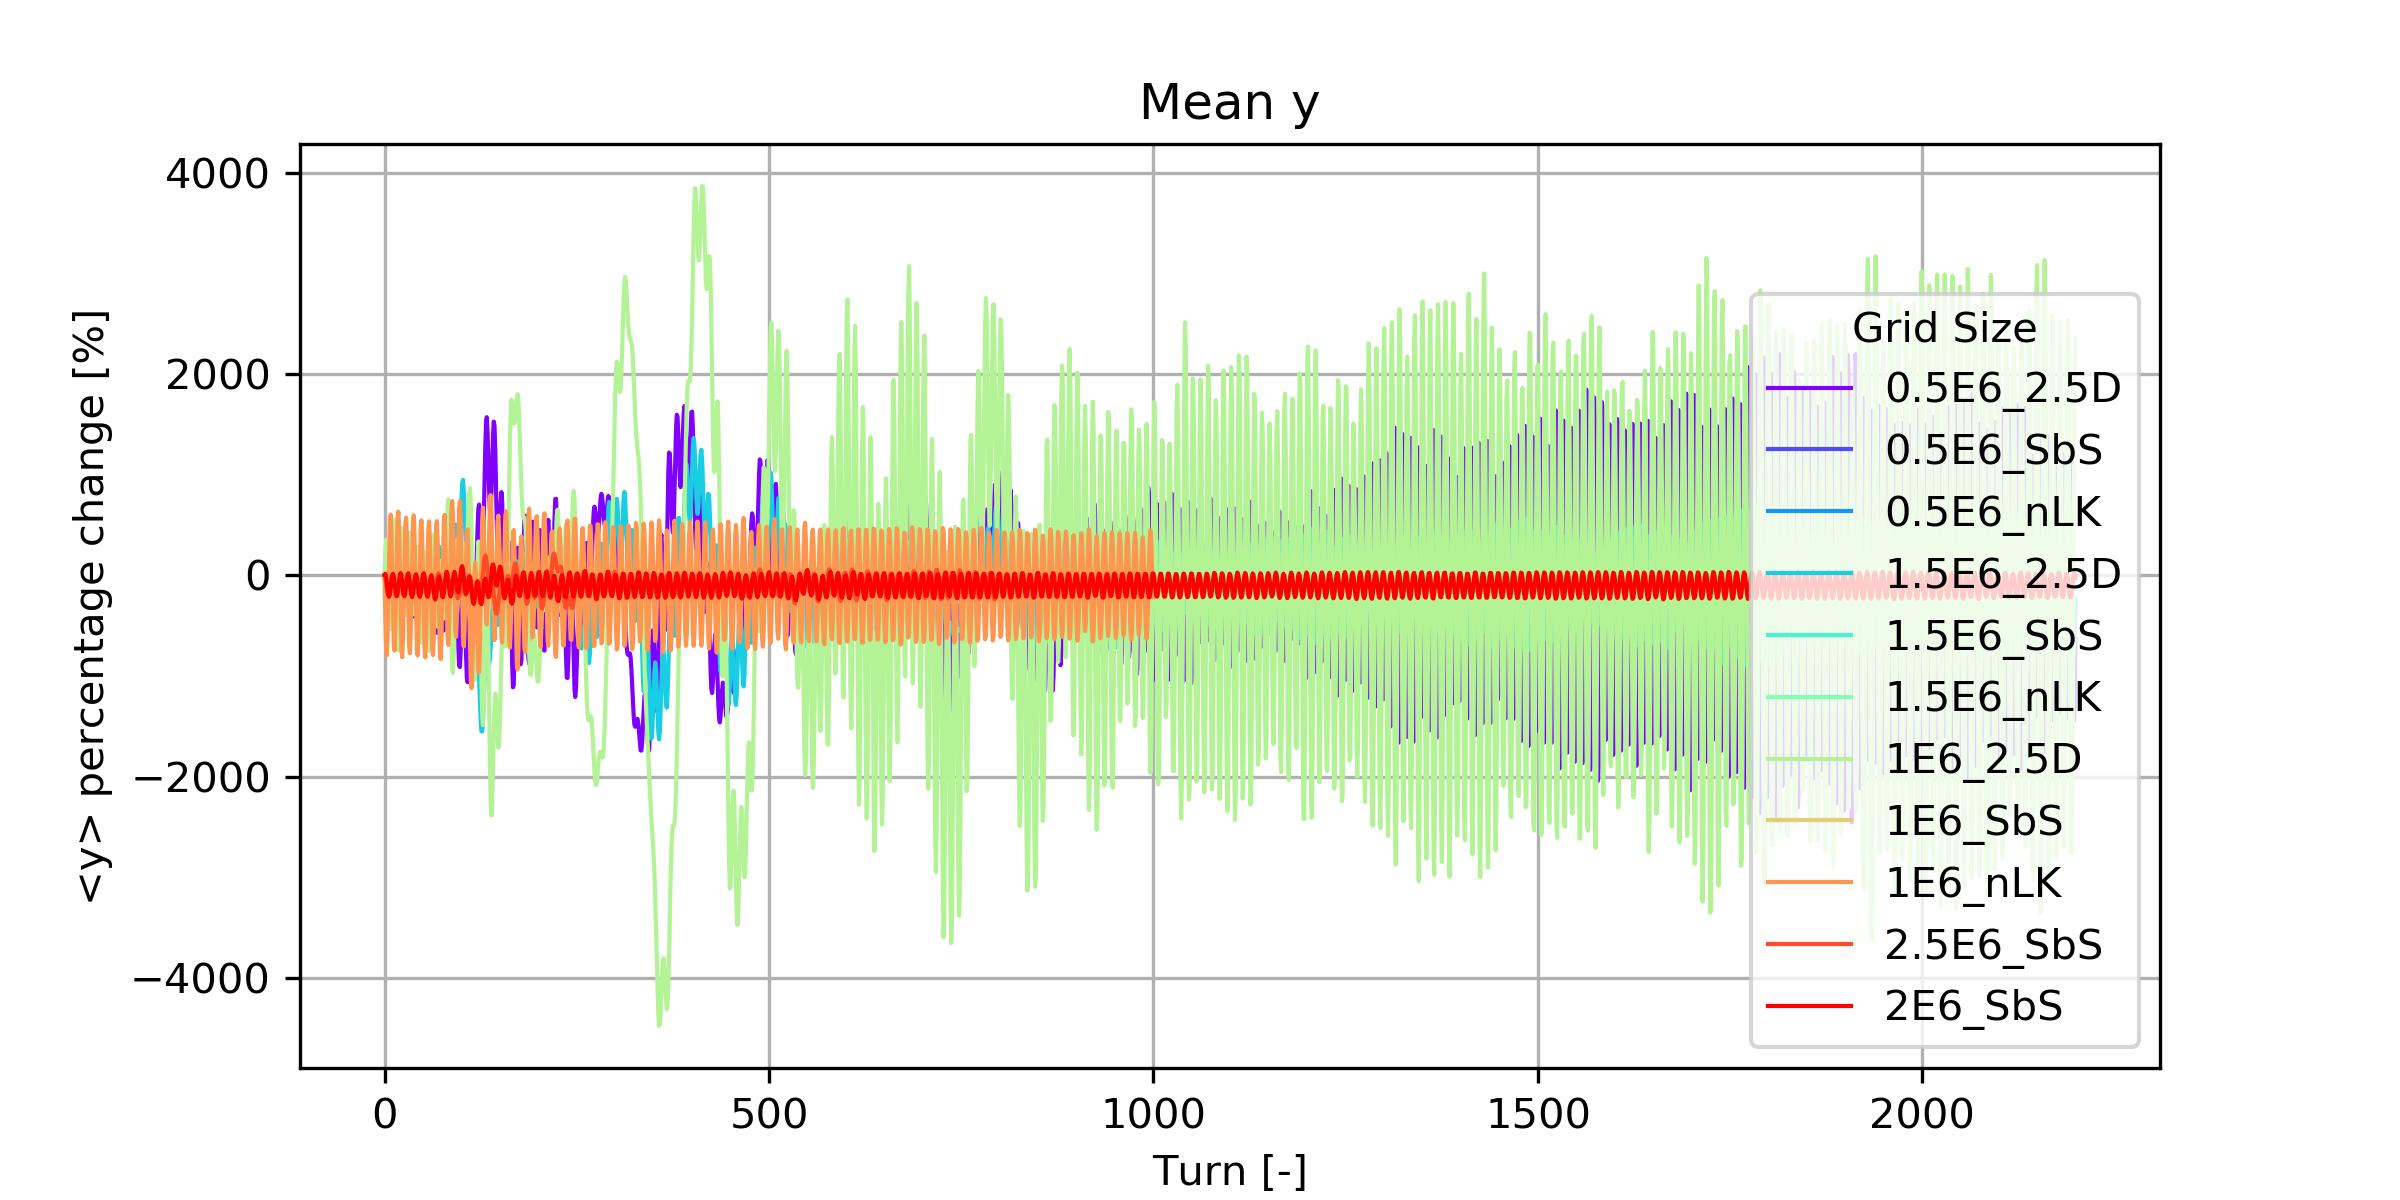 Mean y
<y> percentage change [%]
4000
2000
0
−2000
−4000
Grid Size
0.5E6_2.5D
0.5E6_SbS
0.5E6_nLK
1.5E6_2.5D
1.5E6_SbS
1.5E6_nLK
1E6_2.5D
1E6_SbS
1E6_nLK
2.5E6_SbS
2E6_SbS
0 500 1000 1500 2000
Turn [-]